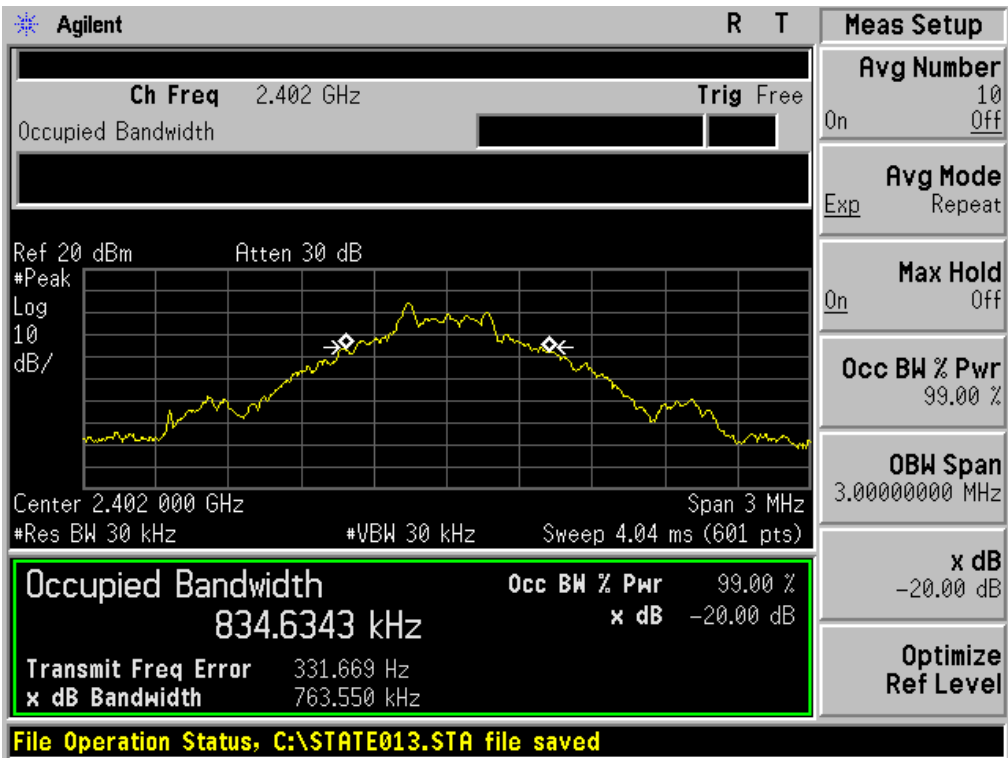 Agilent R T
Ch Freq 2.402 GHz Trig Free
Occupied Bandwidth
Ref 20 dBm Atten 30 dB
#Peak
Log
10
dB/
Center 2.402 000 GHz Span 3 MHz
#Res BW 30 kHz #VBW 30 kHz Sweep 4.04 ms (601 pts)
Occupied Bandwidth Occ BW % Pwr 99.00 %
834.6343 kHz x dB -20.00 dB
Transmit Freq Error 331.669 Hz
x dB Bandwidth 763.550 kHz
File Operation Status, C:\STATE013.STA file saved
Meas Setup
Avg Number
10
On Off
Avg Mode
Exp Repeat
Max Hold
On Off
Occ BW % Pwr
99.00 %
OBW Span
3.00000000 MHz
x dB
-20.00 dB
Optimize
Ref Level